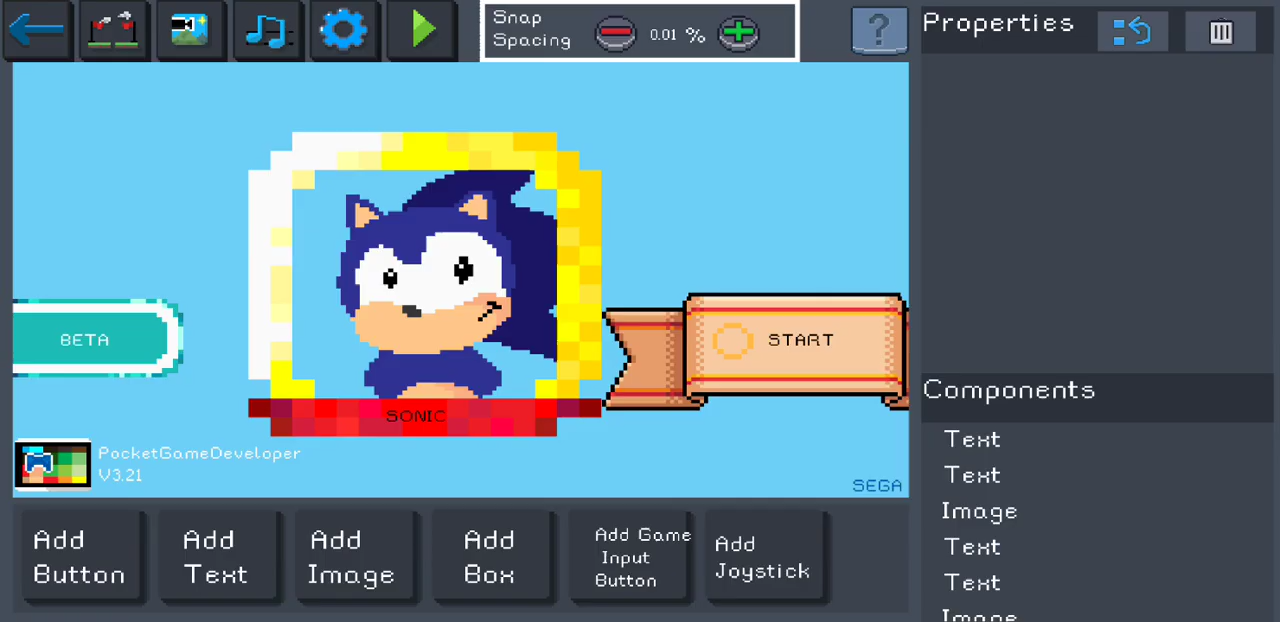 Snap
Spacing
0.01 %
?
Properties
BETA
START
SONIC
PocketGameDeveloper
V3.21
SEGA
Components
Text
Text
Image
Text
Text
Image
Add
Button
Add
Text
Add
Image
Add
Box
Add Game
Input
Button
Add
Joystick